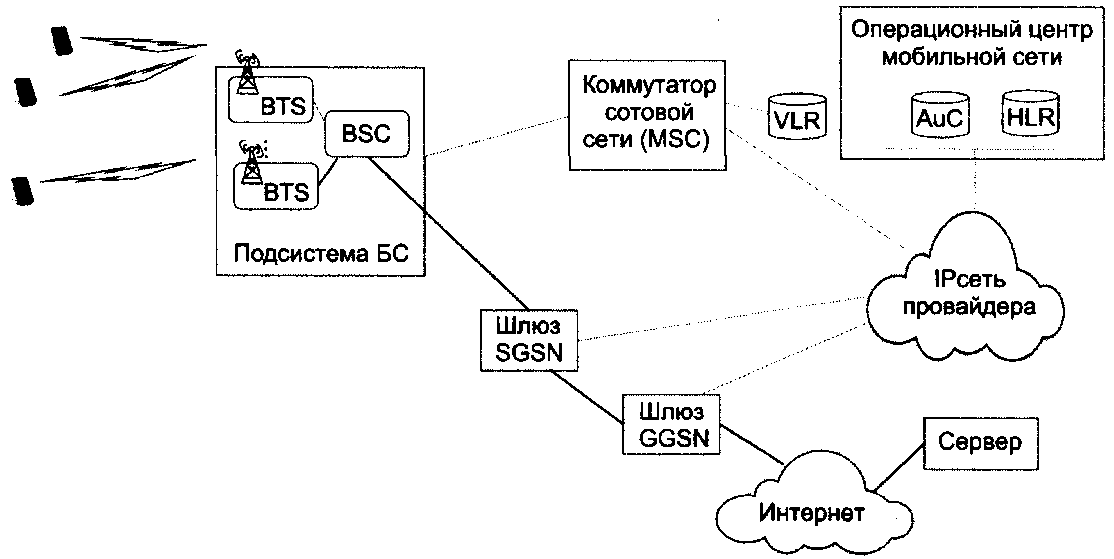 Операционный центр
мобильной сети
AuC
HLR
Коммутатор
сотовой
сети (MSC)
VLR
BTS
BSC
BTS
Подсистема БС
IPсеть
провайдера
Шлюз
SGSN
Шлюз
GGSN
Сервер
Интернет